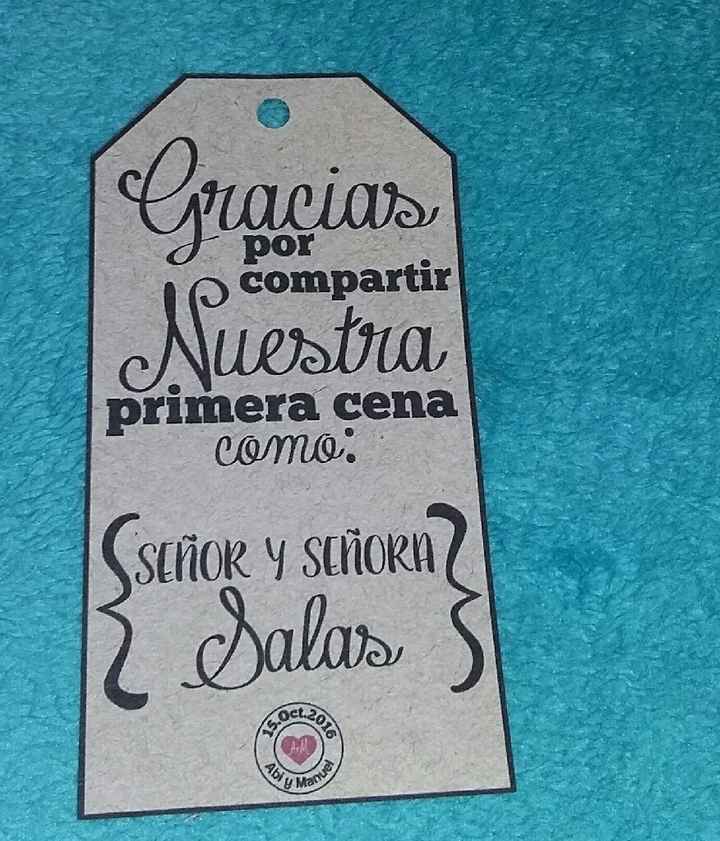 Gracias
por
compartir
Nuestra
primera cena
como:
{SEÑOR Y SEÑORA
Salas}
15.Oct.2016
A&M
Abi y Manuel